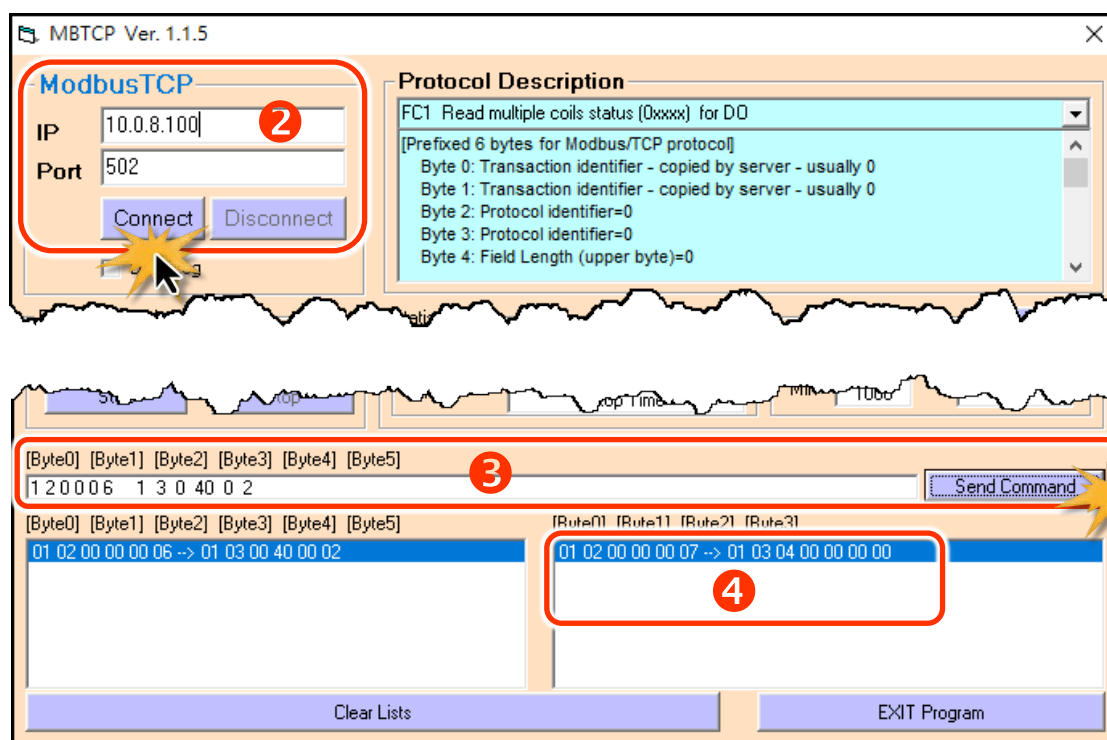 MBTCP Ver. 1.1.5
ModbusTCP
IP 10.0.8.100
2
Port 502
Connect Disconnect
Protocol Description
FC1 Read multiple coils status (0xxxx) for DO
[Prefixed 6 bytes for Modbus/TCP protocol]
Byte 0: Transaction identifier - copied by server - usually 0
Byte 1: Transaction identifier - copied by server - usually 0
Byte 2: Protocol identifier=0
Byte 3: Protocol identifier=0
Byte 4: Field Length (upper byte)=0
[Byte0] [Byte1] [Byte2] [Byte3] [Byte4] [Byte5]
3
1 2 0 0 0 6 1 3 0 40 0 2
Send Command
[Byte0] [Byte1] [Byte2] [Byte3] [Byte4] [Byte5]
01 02 00 00 00 06 --> 01 03 00 40 00 02
[Byte0] [Byte1] [Byte2] [Byte3]
01 02 00 00 00 07 --> 01 03 04 00 00 00 00
4
Clear Lists
EXIT Program